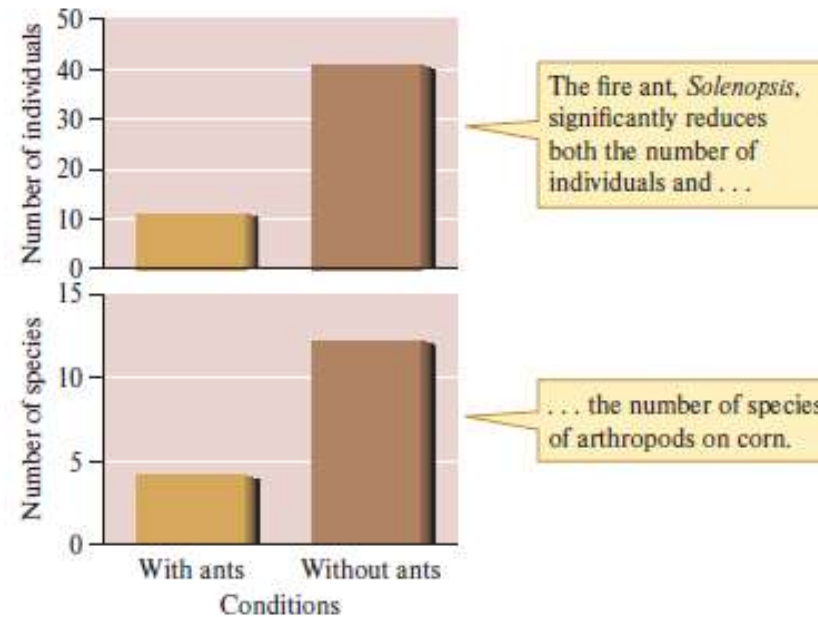 50
40
30
20
10
0
Number of individuals
The fire ant, Solenopsis,
significantly reduces
both the number of
individuals and . . .
15
10
5
0
Number of species
. . . the number of species
of arthropods on corn.
With ants
Without ants
Conditions